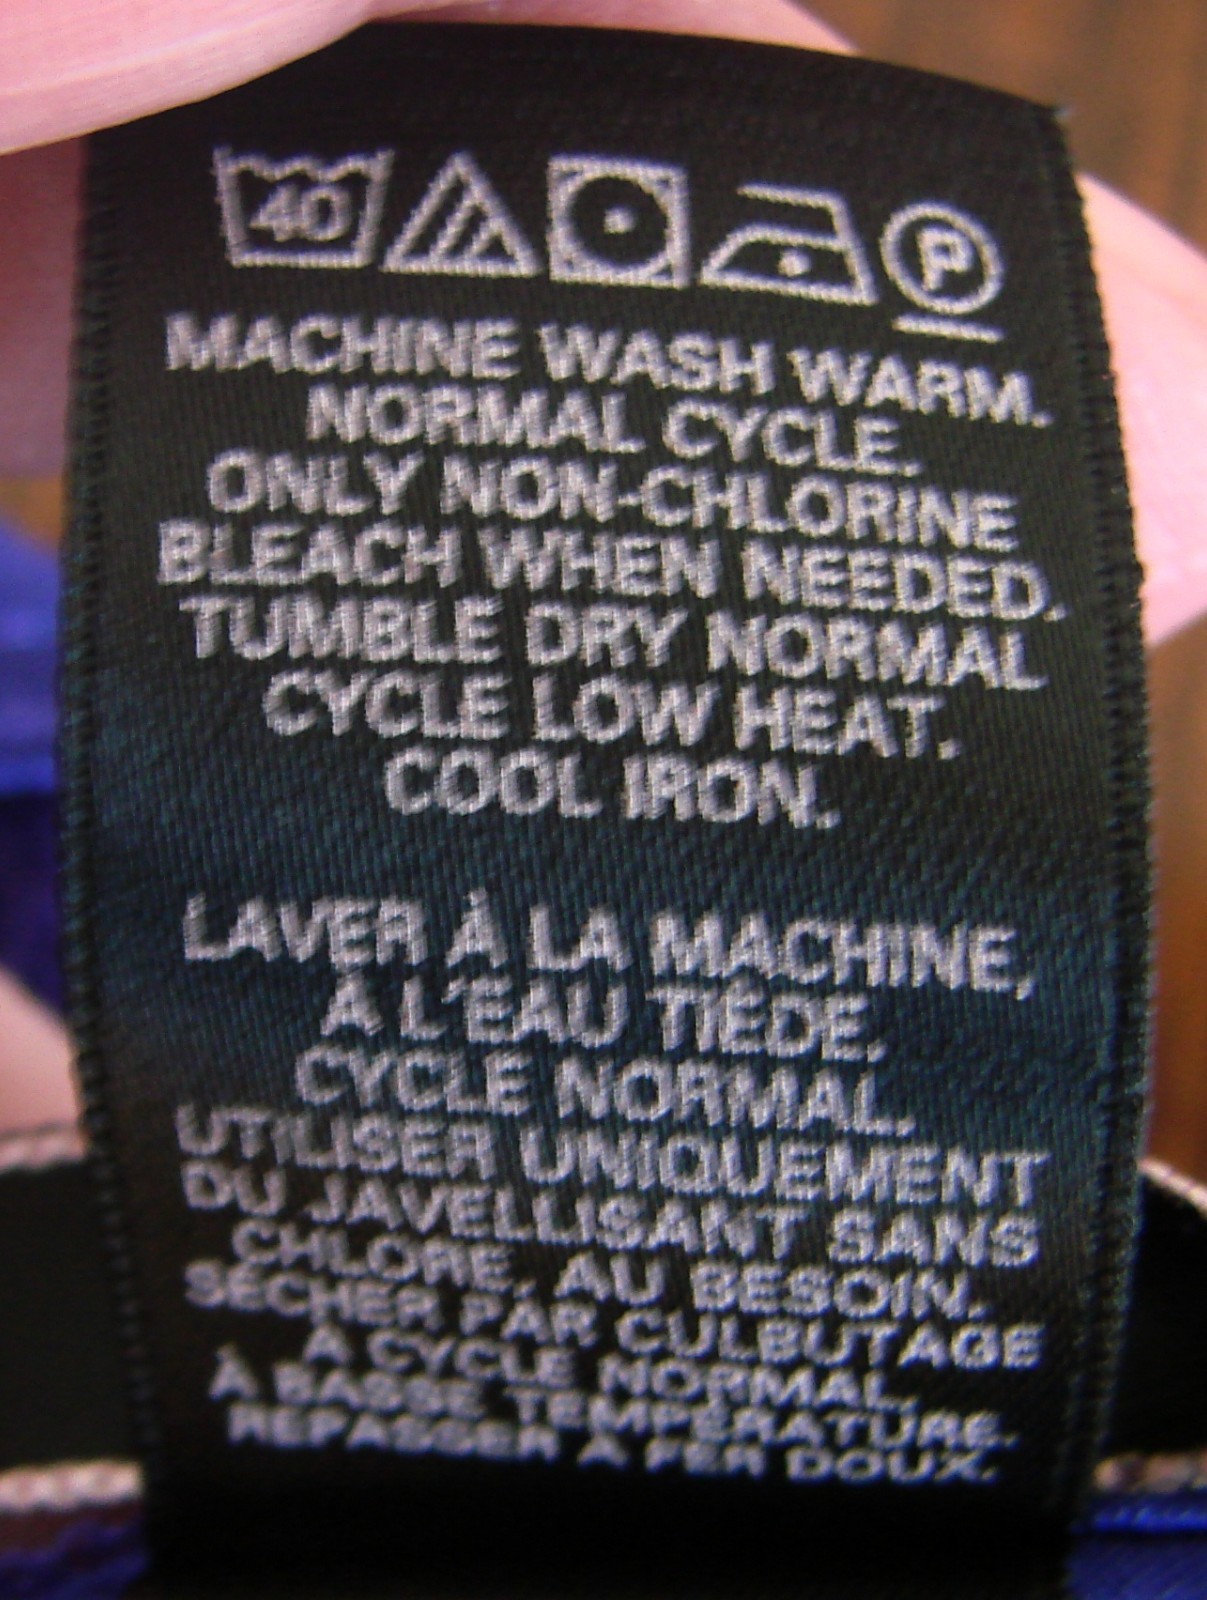 40 P
MACHINE WASH WARM.
NORMAL CYCLE.
ONLY NON-CHLORINE
BLEACH WHEN NEEDED.
TUMBLE DRY NORMAL
CYCLE LOW HEAT.
COOL IRON.
LAVER À LA MACHINE,
À L'EAU TIÈDE.
CYCLE NORMAL.
UTILISER UNIQUEMENT
DU JAVELLISANT SANS
CHLORE, AU BESOIN.
SÉCHER PAR CULBUTAGE
À CYCLE NORMAL,
À BASSE TEMPÉRATURE.
REPASSER À FER DOUX.